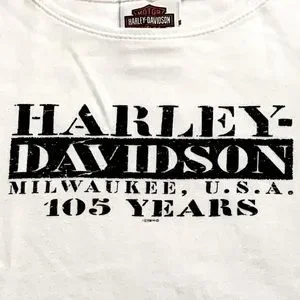 MOTOR
HARLEY-DAVIDSON
HARLEY-
DAVIDSON
MILWAUKEE, U.S.A.
105 YEARS